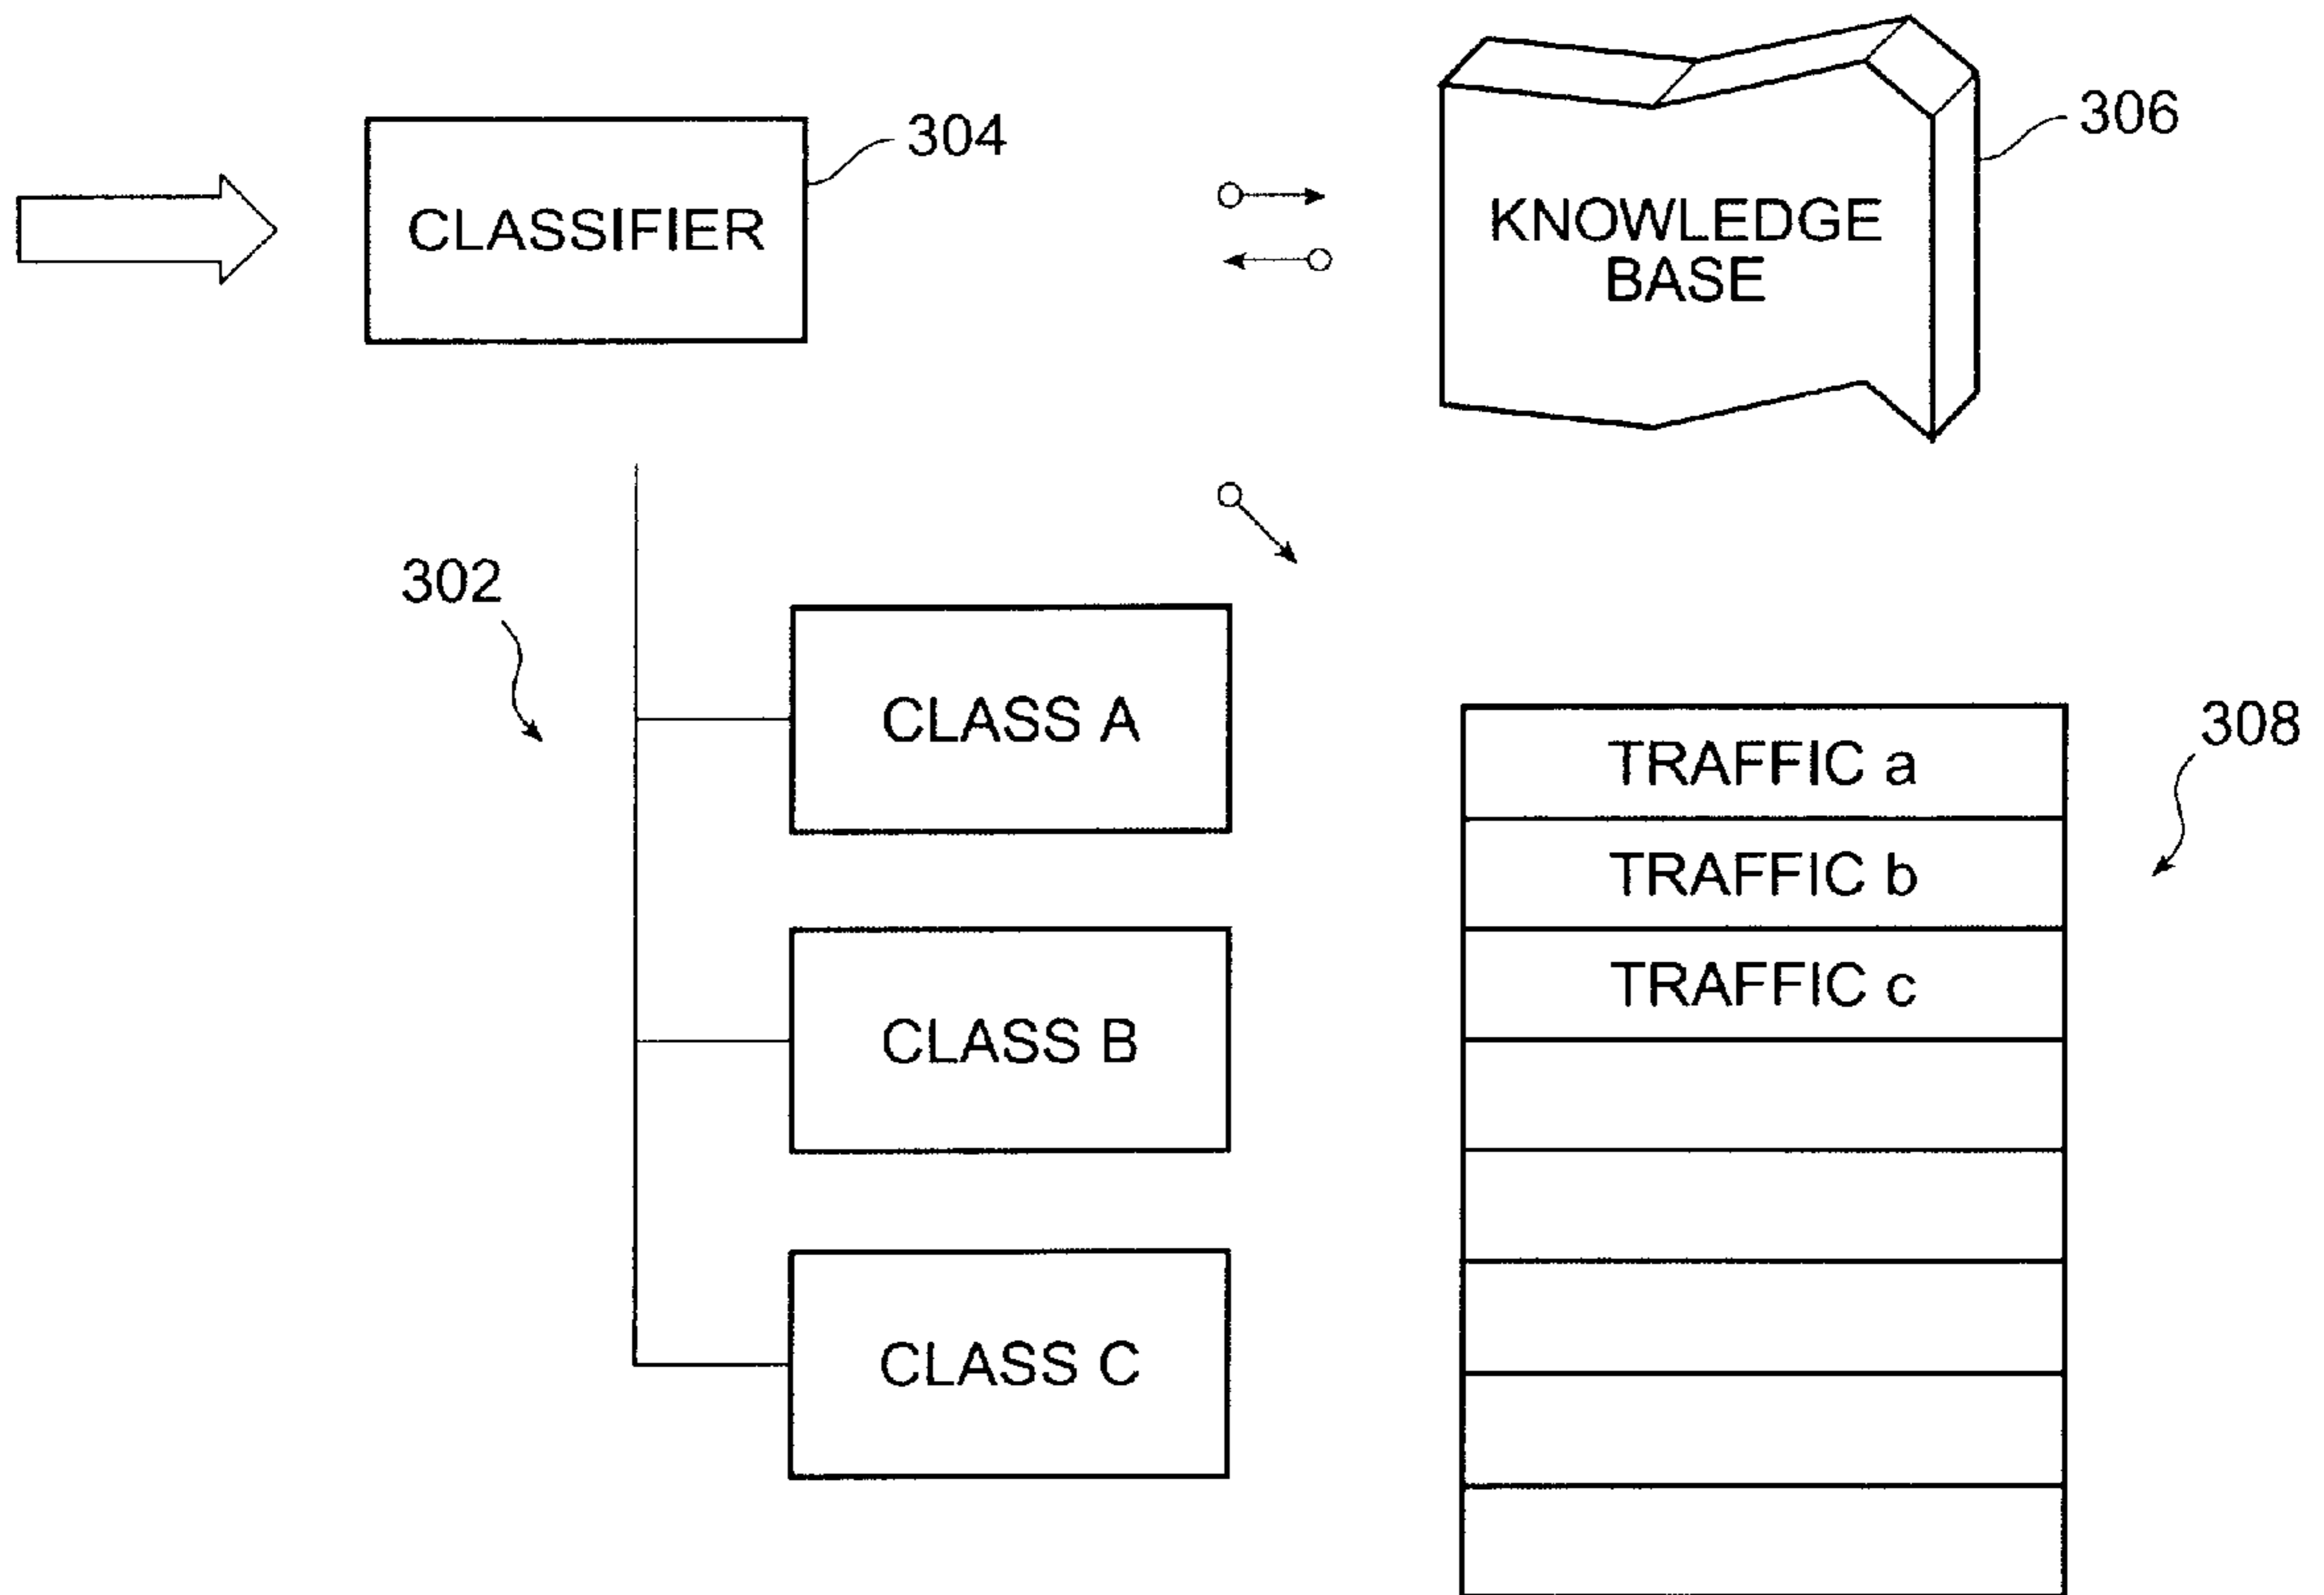 304
306
CLASSIFIER
KNOWLEDGE
BASE
302
CLASS A
308
TRAFFIC a
TRAFFIC b
TRAFFIC c
CLASS B
CLASS C